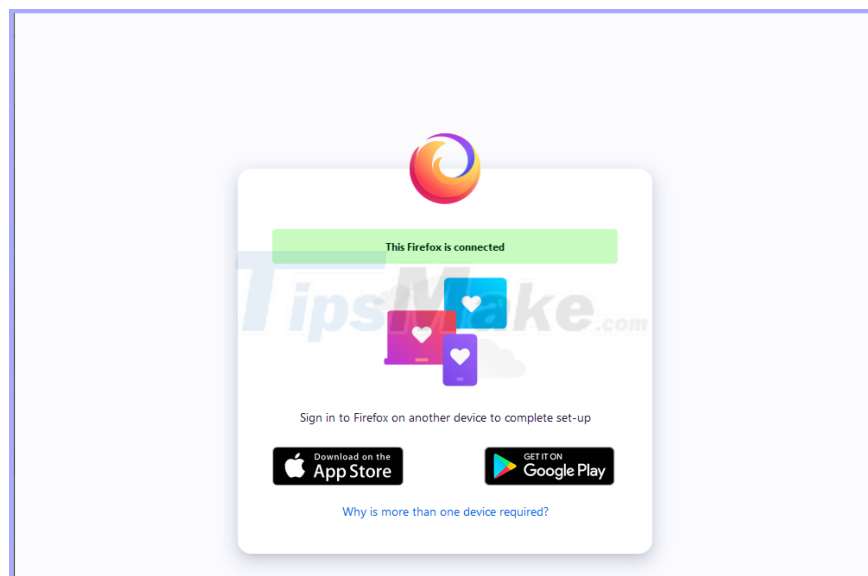 This Firefox is connected
TipsMake.com
Sign in to Firefox on another device to complete set-up
Download on the
App Store
GET IT ON
Google Play
Why is more than one device required?